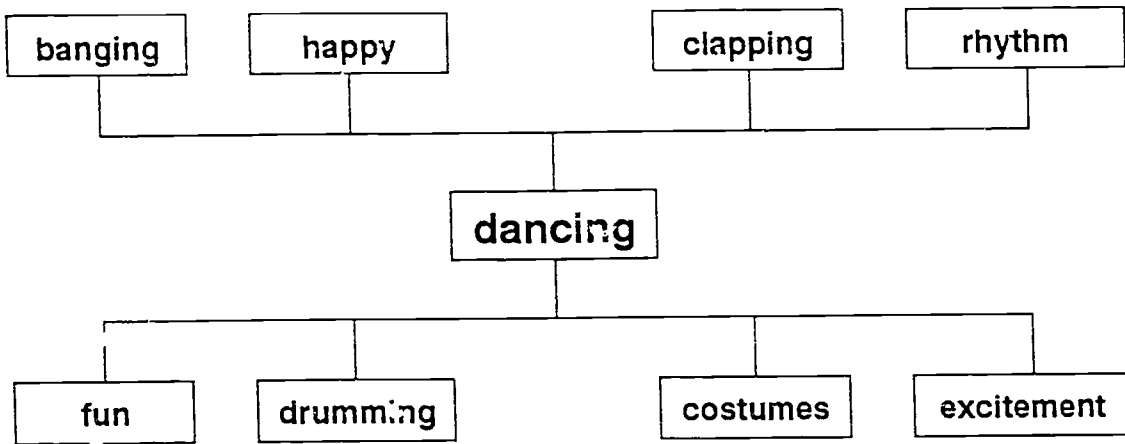 banging happy clapping rhythm
dancing
fun drumming costumes excitement